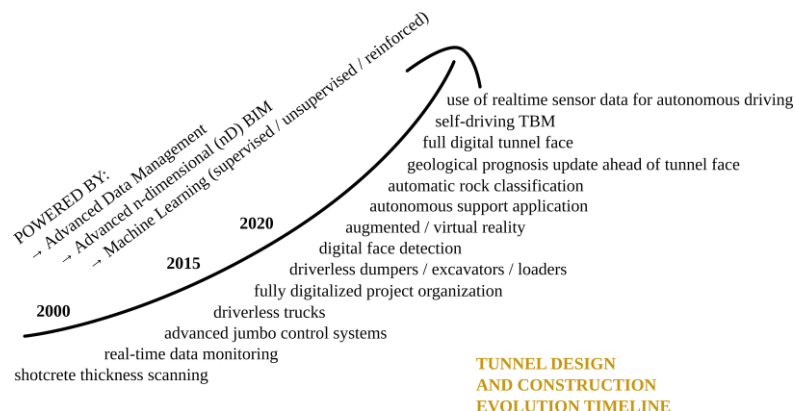 POWERED BY:
→ Advanced Data Management
→ Advanced n-dimensional (nD) BIM
→ Machine Learning (supervised / unsupervised / reinforced)
2000
2015
2020
use of realtime sensor data for autonomous driving
self-driving TBM
full digital tunnel face
geological prognosis update ahead of tunnel face
automatic rock classification
autonomous support application
augmented / virtual reality
digital face detection
driverless dumpers / excavators / loaders
fully digitalized project organization
driverless trucks
advanced jumbo control systems
real-time data monitoring
shotcrete thickness scanning
TUNNEL DESIGN
AND CONSTRUCTION
EVOLUTION TIMELINE